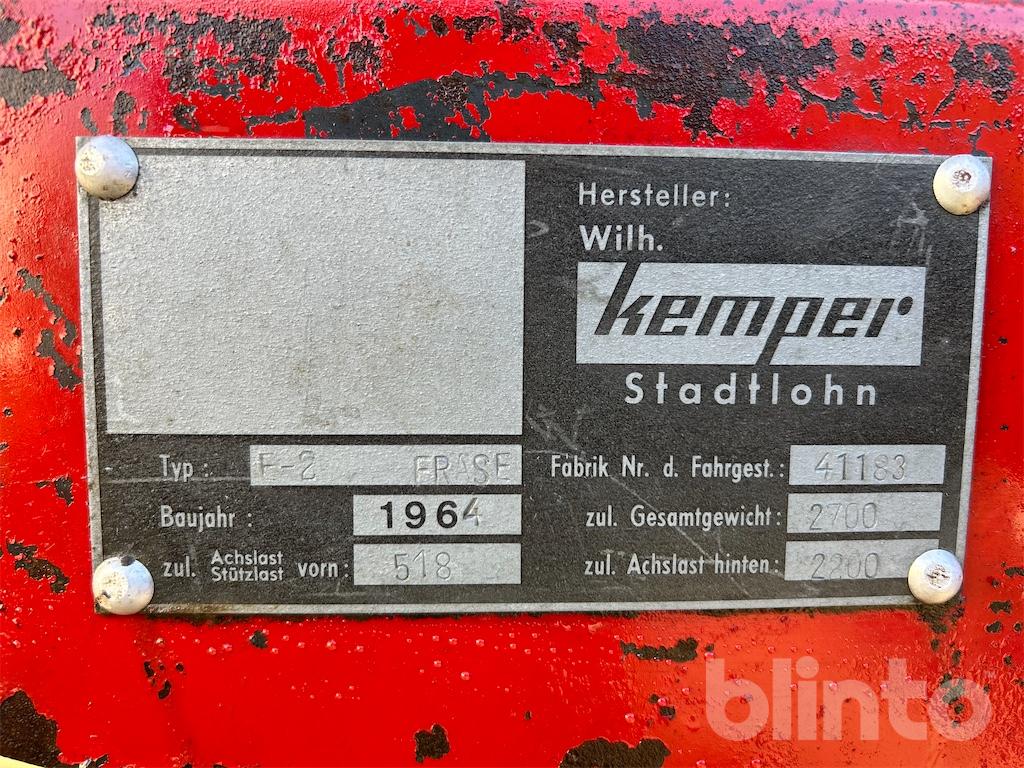 Hersteller:
Wilh.
kemper
Stadtlohn
Typ: E-2 FRASE
Fabrik Nr. d. Fahrgest.: 41183
Baujahr: 1964
zul. Gesamtgewicht: 2700
zul. Achslast Stützlast vorn: 518
zul. Achslast hinten: 2200
blinto